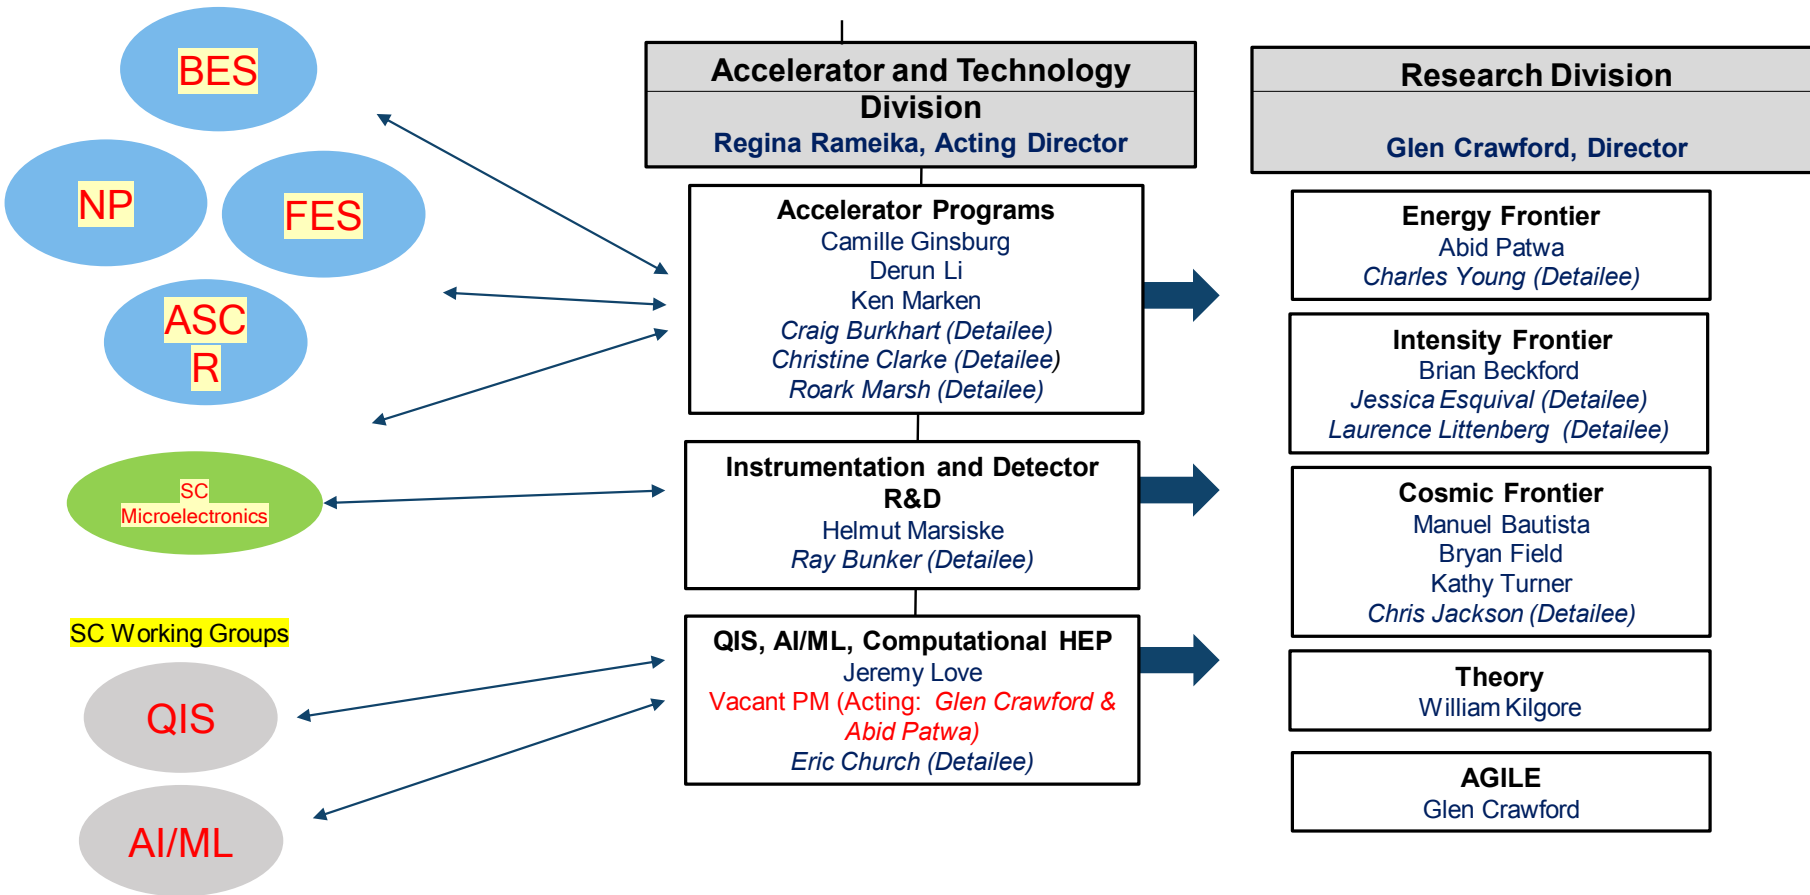 BES
NP
FES
ASC
R
SC
Microelectronics
SC Working Groups
QIS
AI/ML
Accelerator and Technology
Division
Regina Rameika, Acting Director
Accelerator Programs
Camille Ginsburg
Derun Li
Ken Marken
Craig Burkhart (Detailee)
Christine Clarke (Detailee)
Roark Marsh (Detailee)
Instrumentation and Detector
R&D
Helmut Marsiske
Ray Bunker (Detailee)
QIS, AI/ML, Computational HEP
Jeremy Love
Vacant PM (Acting: Glen Crawford &
Abid Patwa)
Eric Church (Detailee)
Research Division
Glen Crawford, Director
Energy Frontier
Abid Patwa
Charles Young (Detailee)
Intensity Frontier
Brian Beckford
Jessica Esquival (Detailee)
Laurence Littenberg (Detailee)
Cosmic Frontier
Manuel Bautista
Bryan Field
Kathy Turner
Chris Jackson (Detailee)
Theory
William Kilgore
AGILE
Glen Crawford